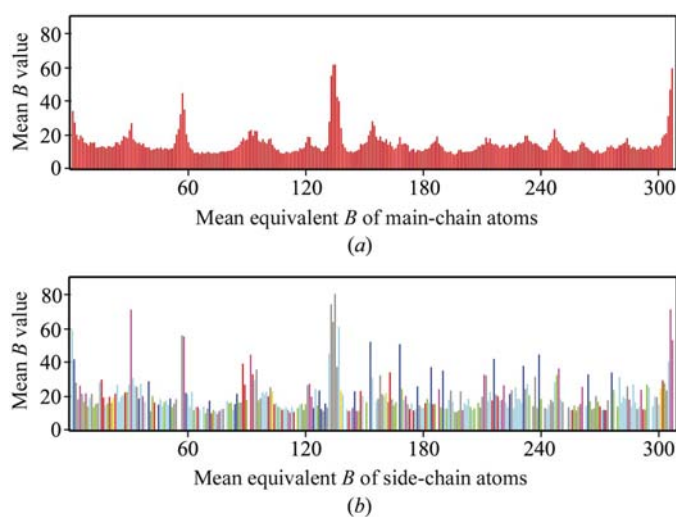 80
60
40
20
0
Mean B value
60 120 180 240 300
Mean equivalent B of main-chain atoms
(a)
80
60
40
20
0
Mean B value
60 120 180 240 300
Mean equivalent B of side-chain atoms
(b)